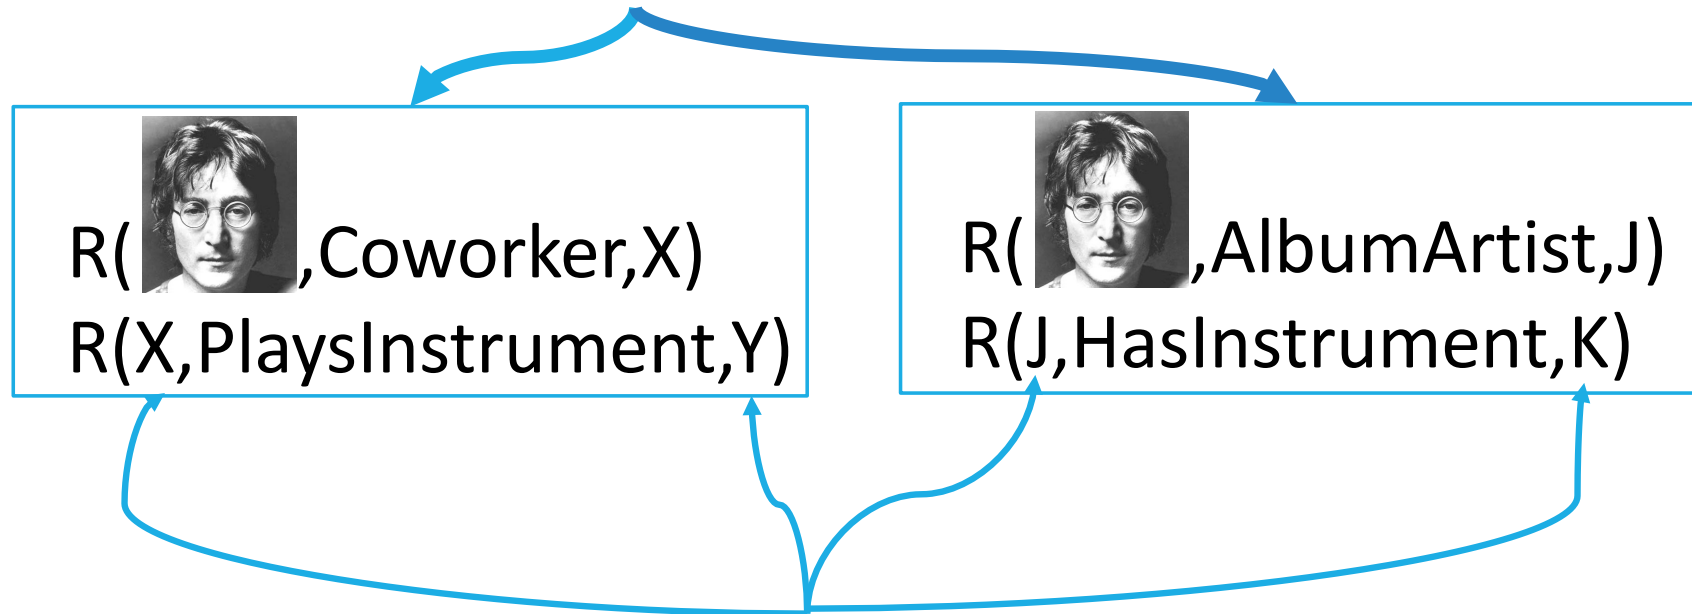 R( ,Coworker,X)
R(X,PlaysInstrument,Y)
R( ,AlbumArtist,J)
R(J,HasInstrument,K)